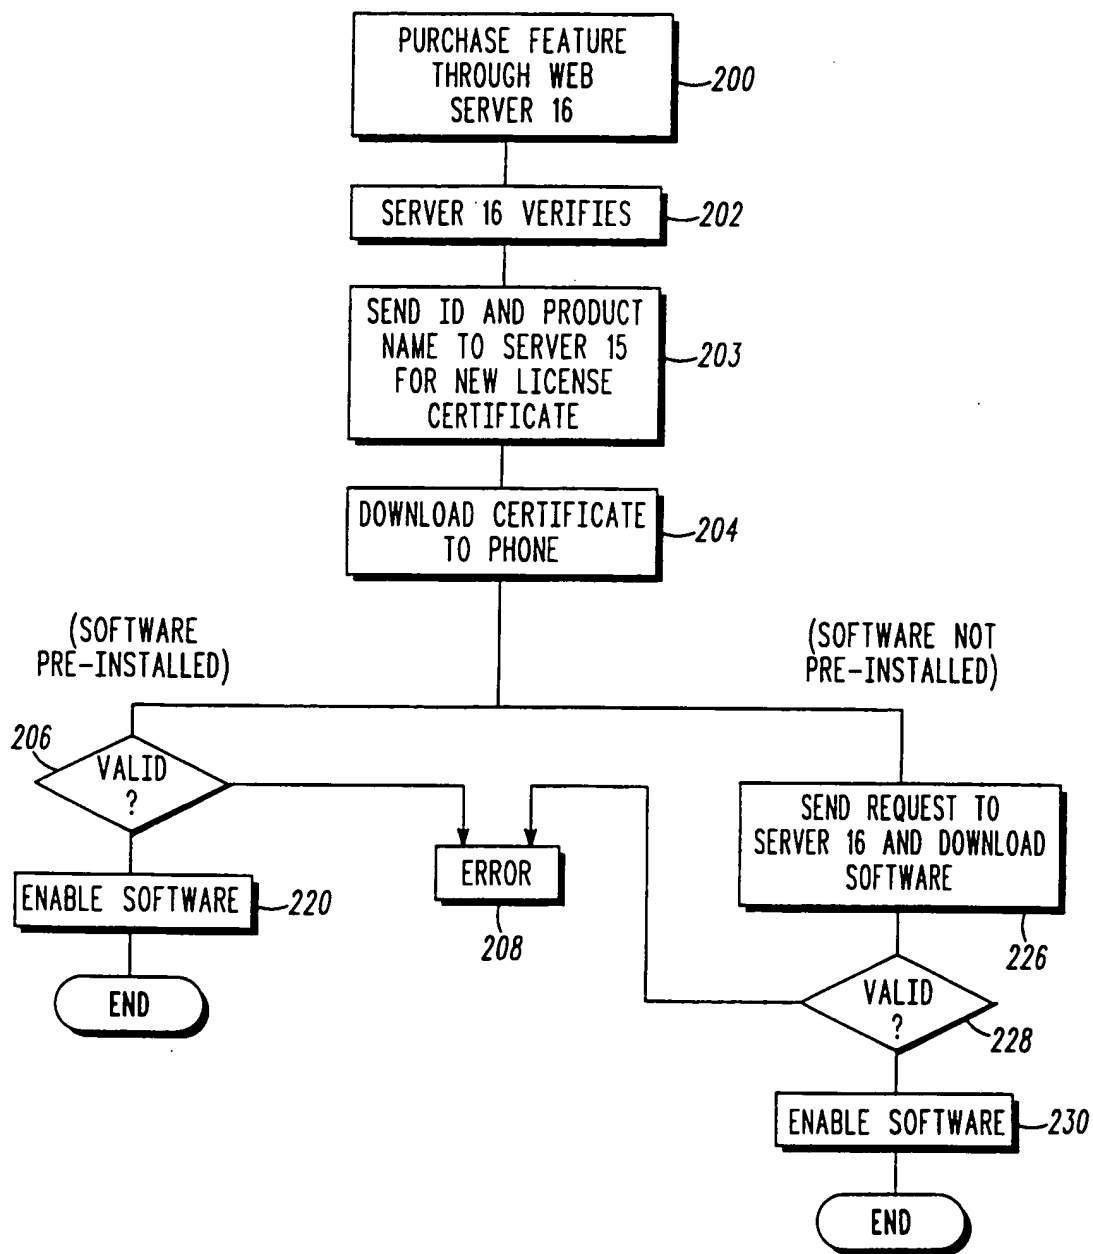 PURCHASE FEATURE
THROUGH WEB
SERVER 16
200
SERVER 16 VERIFIES
202
SEND ID AND PRODUCT
NAME TO SERVER 15
FOR NEW LICENSE
CERTIFICATE
203
DOWNLOAD CERTIFICATE
TO PHONE
204
(SOFTWARE
PRE-INSTALLED)
(SOFTWARE NOT
PRE-INSTALLED)
206
VALID
?
ENABLE SOFTWARE
220
END
ERROR
208
SEND REQUEST TO
SERVER 16 AND DOWNLOAD
SOFTWARE
226
VALID
?
228
ENABLE SOFTWARE
230
END